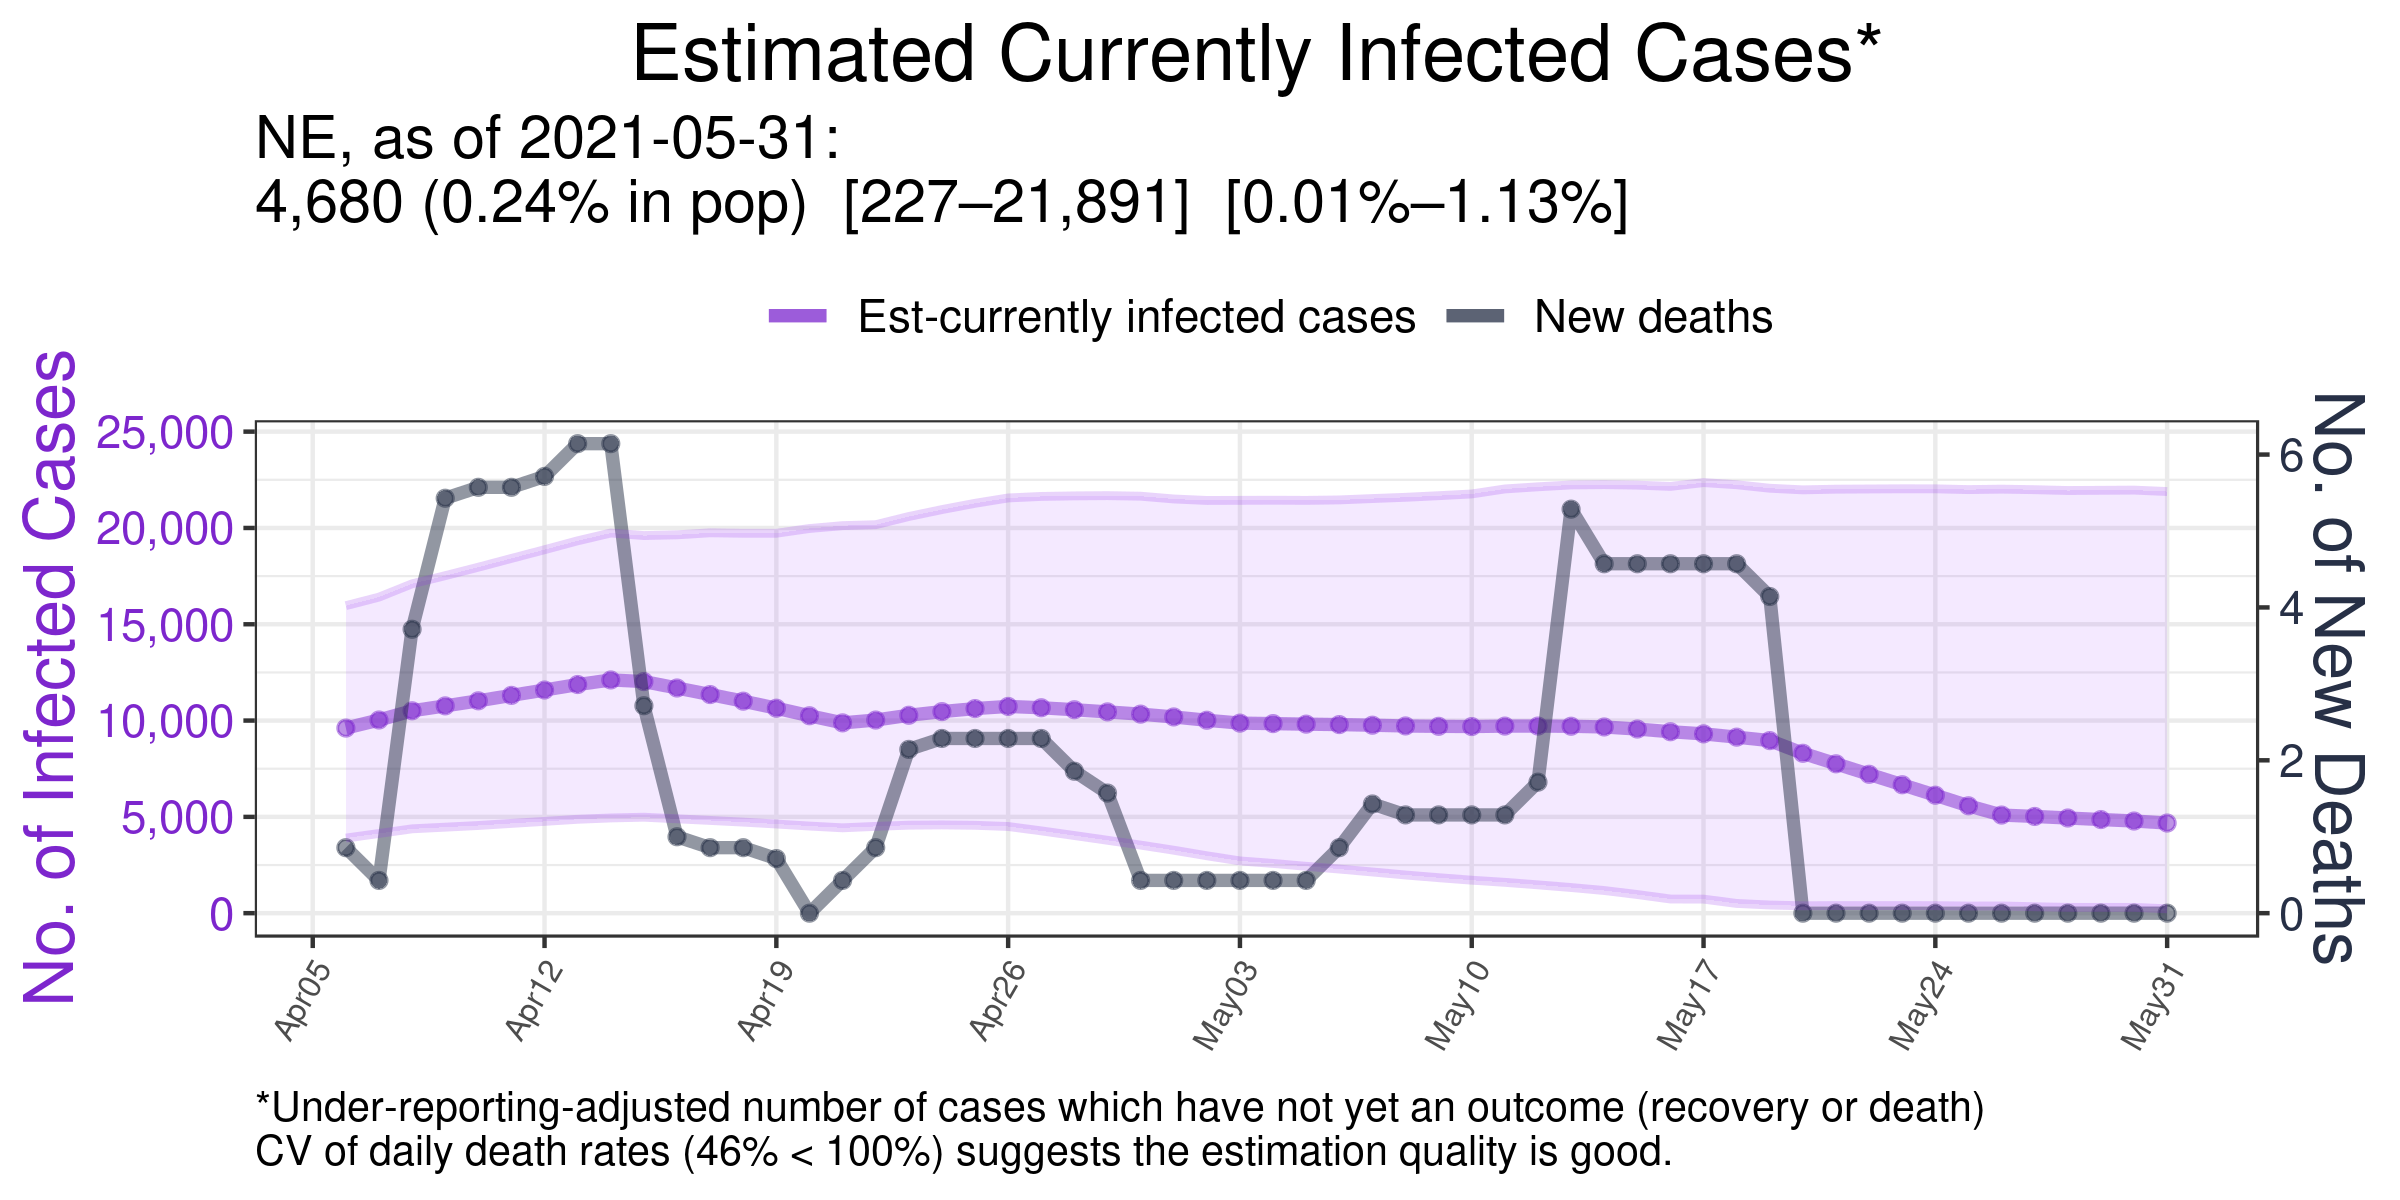 Estimated Currently Infected Cases*
NE, as of 2021-05-31:
4,680 (0.24% in pop) [227–21,891] [0.01%–1.13%]
Est-currently infected cases
New deaths
No. of Infected Cases
25,000
20,000
15,000
10,000
5,000
0
No. of New Deaths
6
4
2
0
Apr05
Apr12
Apr19
Apr26
May03
May10
May17
May24
May31
*Under-reporting-adjusted number of cases which have not yet an outcome (recovery or death)
CV of daily death rates (46% < 100%) suggests the estimation quality is good.